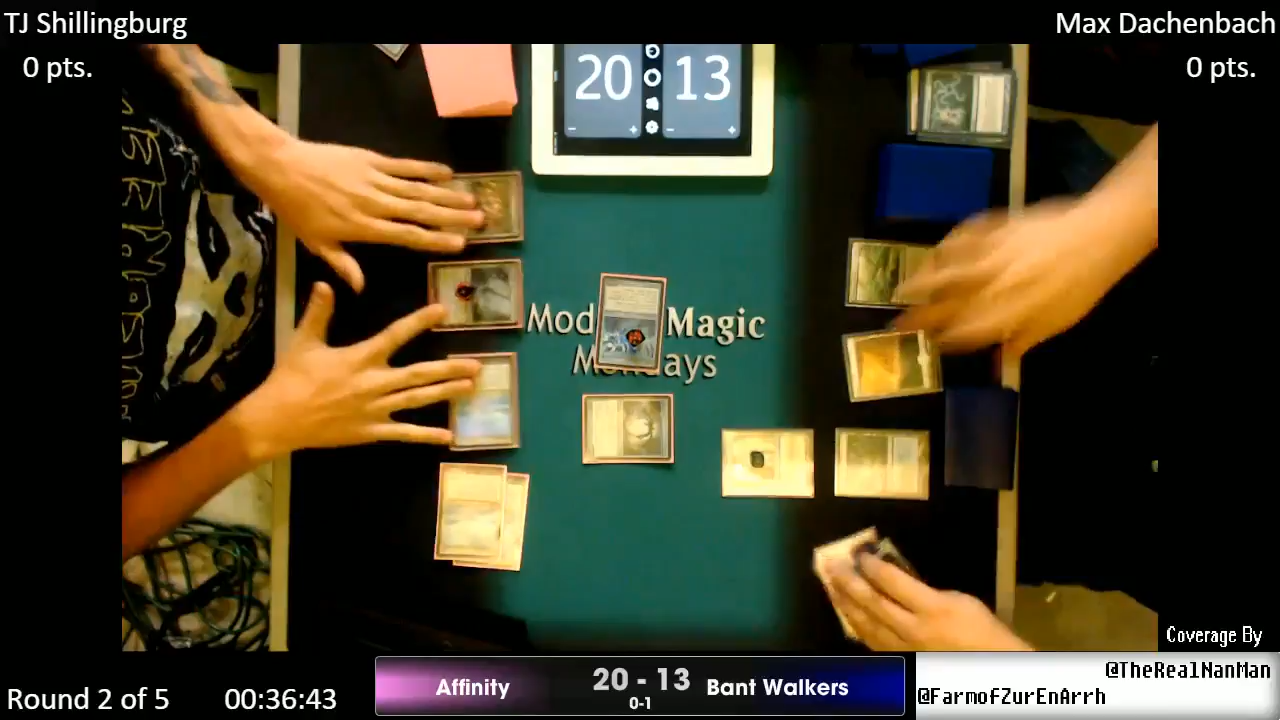 TJ Shillingburg
0 pts.
Max Dachenbach
0 pts.
20 13
Magic
Coverage By
@TheRealNanMan
@FarmofZurEnArrh
Round 2 of 5
00:36:43
Affinity
20 - 13
0-1
Bant Walkers